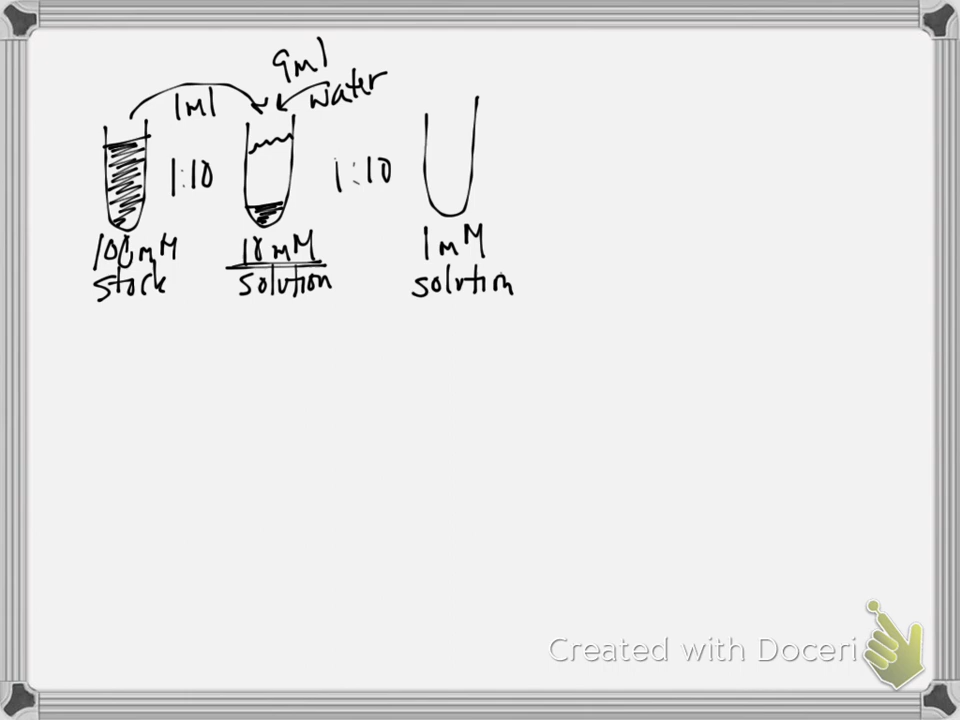 9ml
water
1ml
1:10
1:10
100mM
stock
10mM
solution
1mM
solution
Created with Doceri